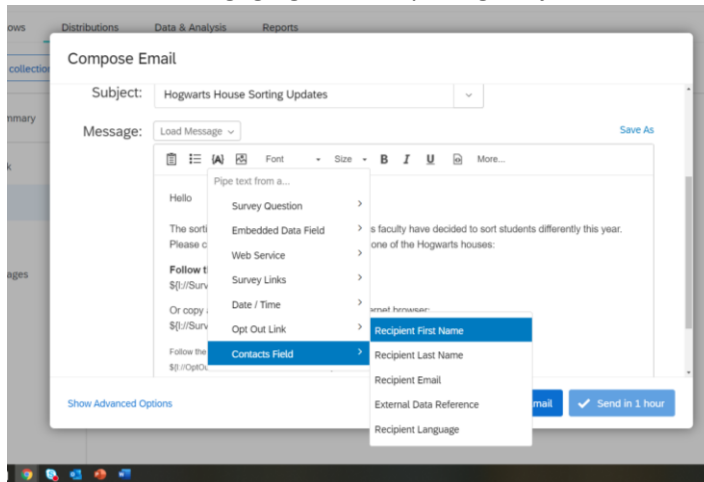 ows Distributions Data & Analysis Reports
Compose Email
collection
Subject: Hogwarts House Sorting Updates
mmary
Message: Load Message Save As
k
{A} Font Size B I U More...
Pipe text from a...
Hello
Survey Question
The sorti
Embedded Data Field
s faculty have decided to sort students differently this year.
Please c
one of the Hogwarts houses:
Web Service
ages
Follow t
Survey Links
${l://Surv
Date / Time
Or copy
ernet browser:
${l://Surv
Opt Out Link
Recipient First Name
Follow the
Contacts Field
Recipient Last Name
${l://OptOu
Recipient Email
Show Advanced Options
External Data Reference
mail
Send in 1 hour
Recipient Language